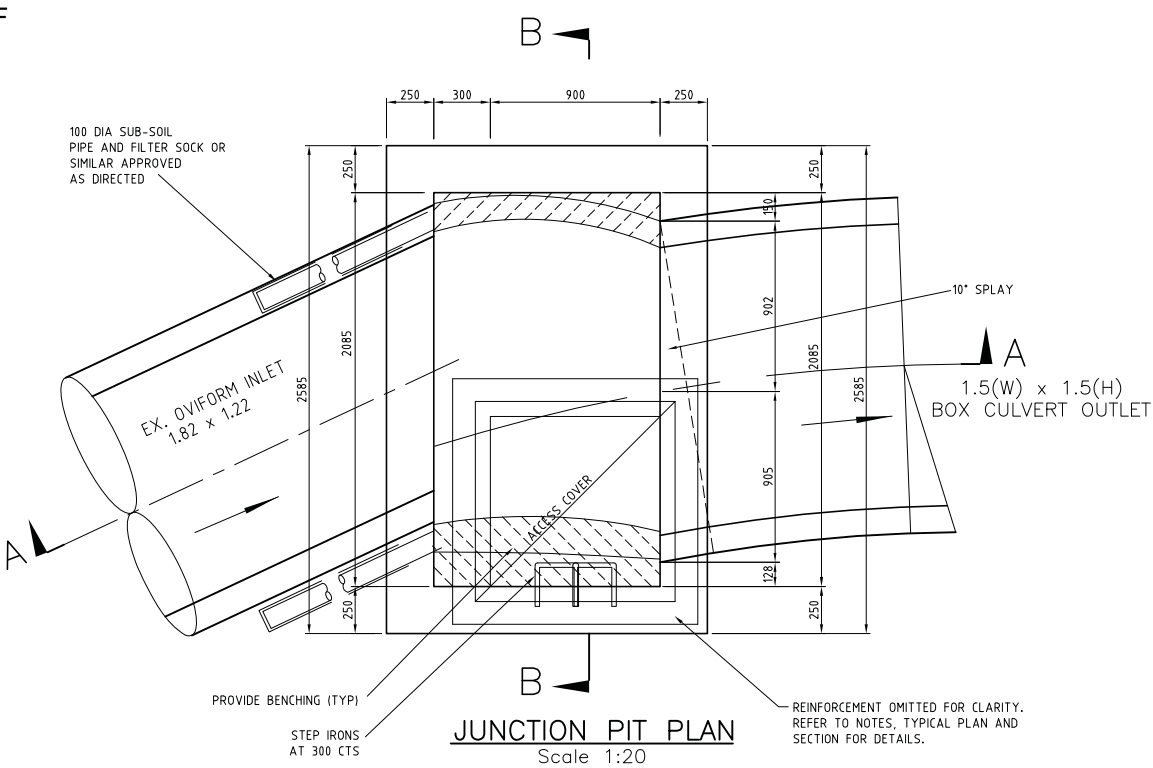 F
B
250
300
900
250
100 DIA SUB-SOIL
PIPE AND FILTER SOCK OR
SIMILAR APPROVED
AS DIRECTED
250
250
150
10° SPLAY
902
2085
2085
2585
2585
A
1.5(W) x 1.5(H)
BOX CULVERT OUTLET
EX. OVIFORM INLET
1.82 x 1.22
905
ACCESS COVER
A
128
250
250
B
PROVIDE BENCHING (TYP)
STEP IRONS
AT 300 CTS
REINFORCEMENT OMITTED FOR CLARITY.
REFER TO NOTES, TYPICAL PLAN AND
SECTION FOR DETAILS.
JUNCTION PIT PLAN
Scale 1:20